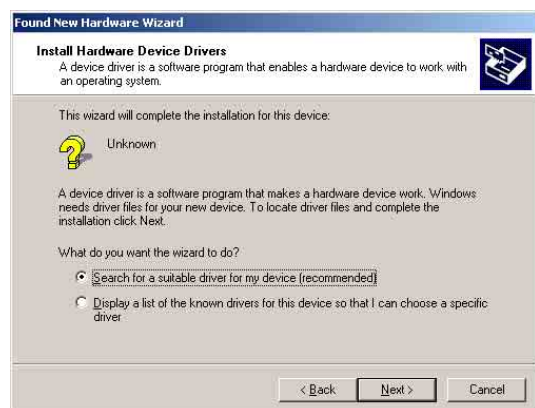 Found New Hardware Wizard
Install Hardware Device Drivers
A device driver is a software program that enables a hardware device to work with
an operating system.
This wizard will complete the installation for this device:
Unknown
A device driver is a software program that makes a hardware device work. Windows
needs driver files for your new device. To locate driver files and complete the
installation click Next.
What do you want the wizard to do?
Search for a suitable driver for my device (recommended)
Display a list of the known drivers for this device so that I can choose a specific
driver
< Back
Next >
Cancel